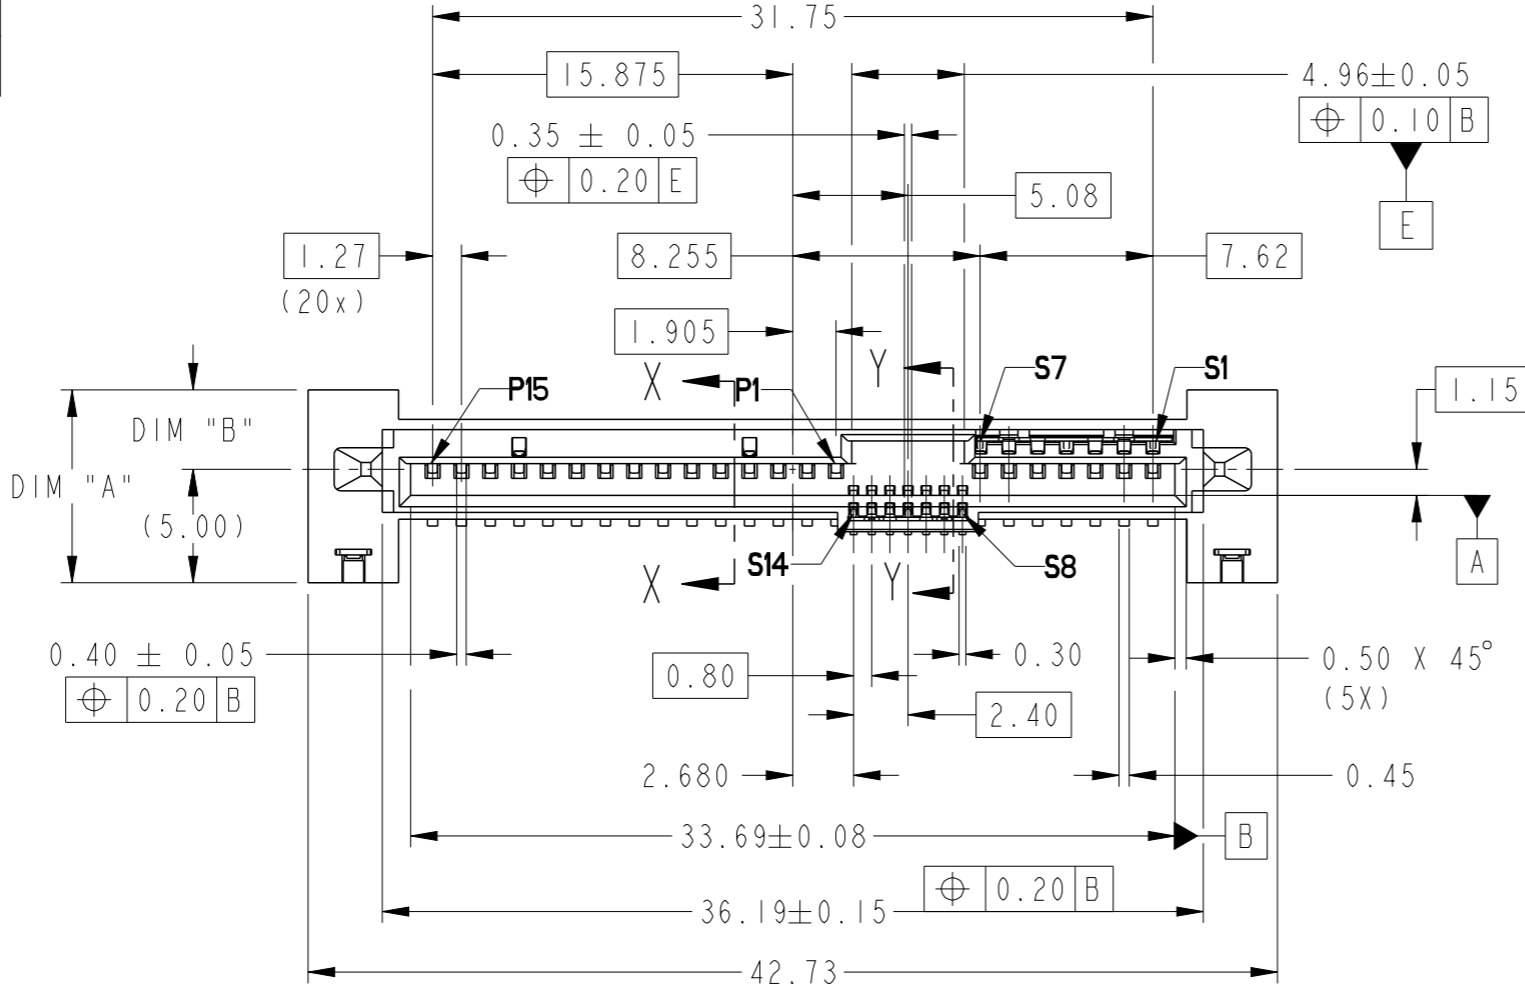 31.75
15.875
4.96±0.05
⌖ 0.10 B
0.35 ± 0.05
⌖ 0.20 E
5.08
E
1.27
(20x)
8.255
7.62
1.905
X
Y
P15
P1
S7
S1
1.15
DIM "B"
DIM "A"
(5.00)
A
S14
S8
X
Y
0.40 ± 0.05
⌖ 0.20 B
0.80
0.30
0.50 X 45°
(5X)
2.40
2.680
0.45
33.69±0.08
B
⌖ 0.20 B
36.19±0.15
42.73